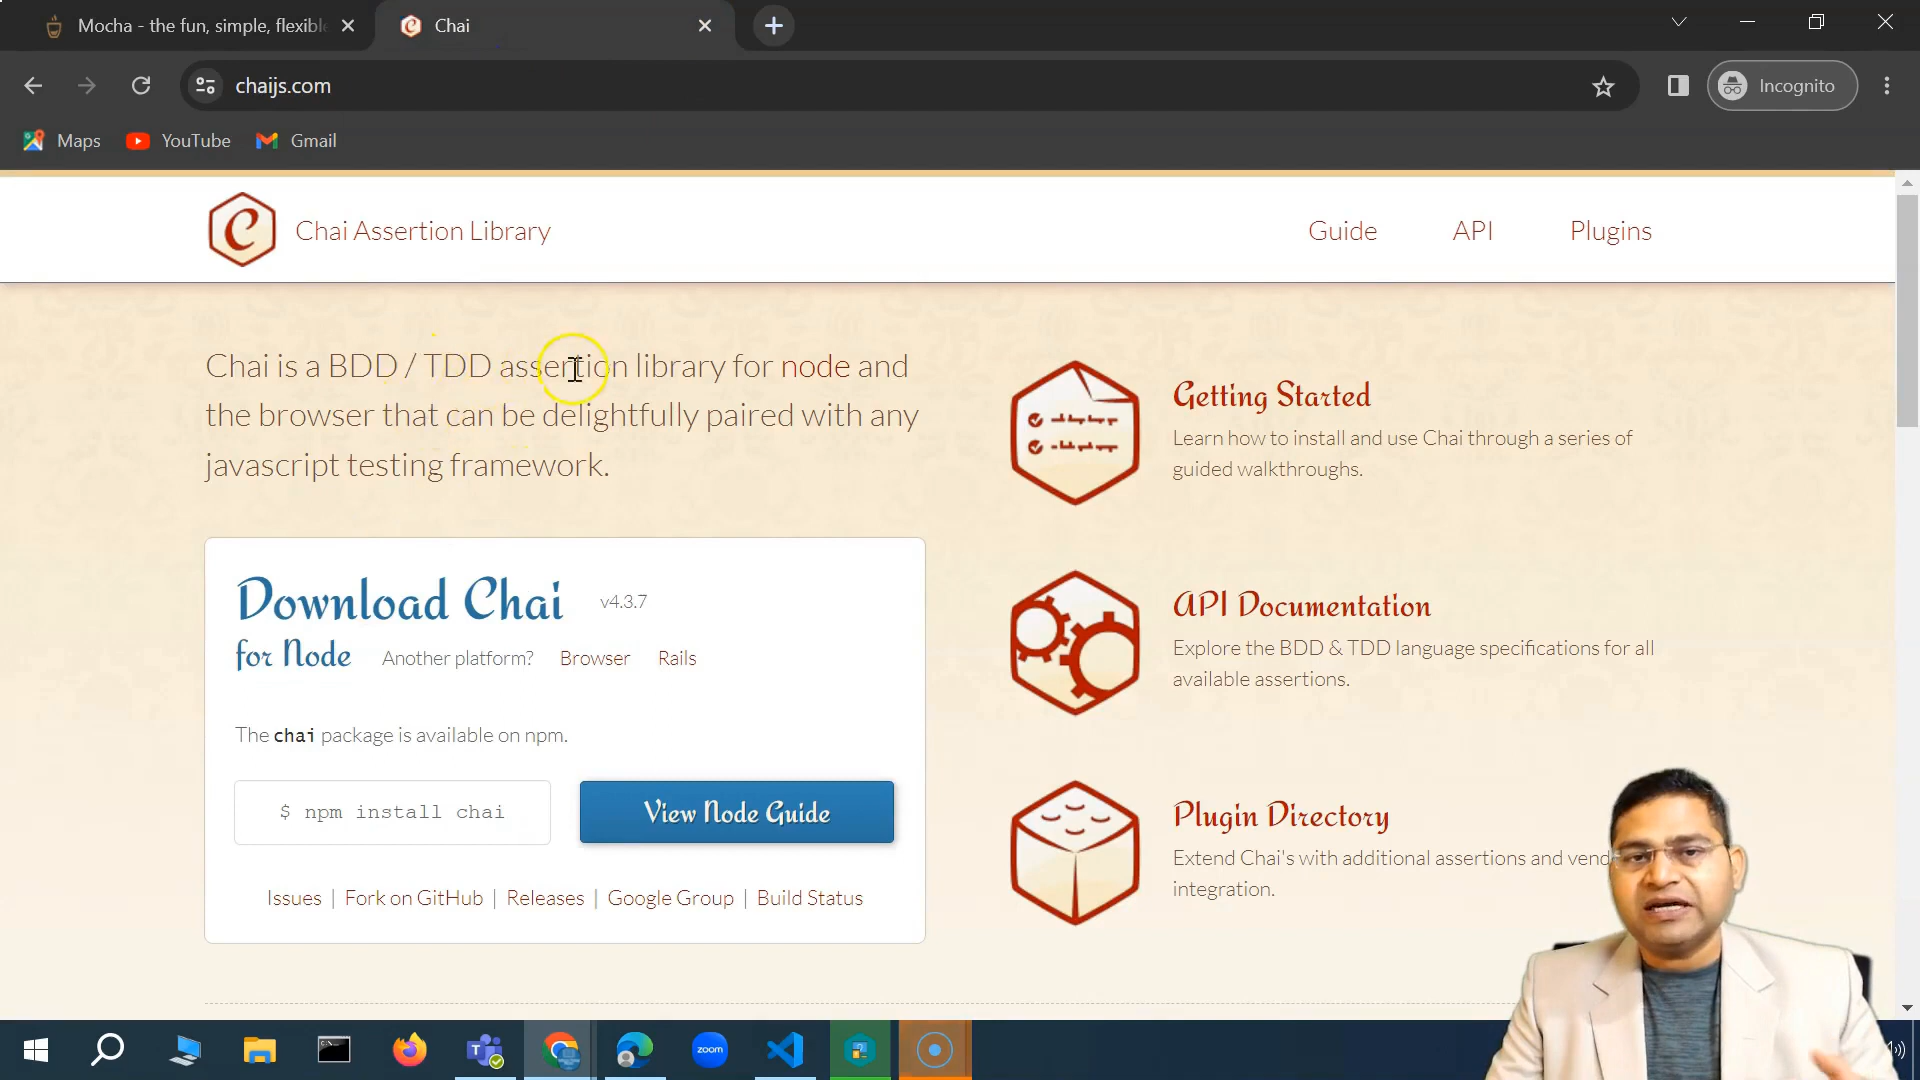 Mocha - the fun, simple, flexible
Chai
chaijs.com
Incognito
Maps
YouTube
Gmail
C
Chai Assertion Library
Guide
API
Plugins
Chai is a BDD / TDD assertion library for node and
the browser that can be delightfully paired with any
javascript testing framework.
Download Chai
v4.3.7
for Node
Another platform?
Browser
Rails
The chai package is available on npm.
$ npm install chai
View Node Guide
Issues | Fork on GitHub | Releases | Google Group | Build Status
Getting Started
Learn how to install and use Chai through a series of
guided walkthroughs.
API Documentation
Explore the BDD & TDD language specifications for all
available assertions.
Plugin Directory
Extend Chai's with additional assertions and vend
integration.
zoom